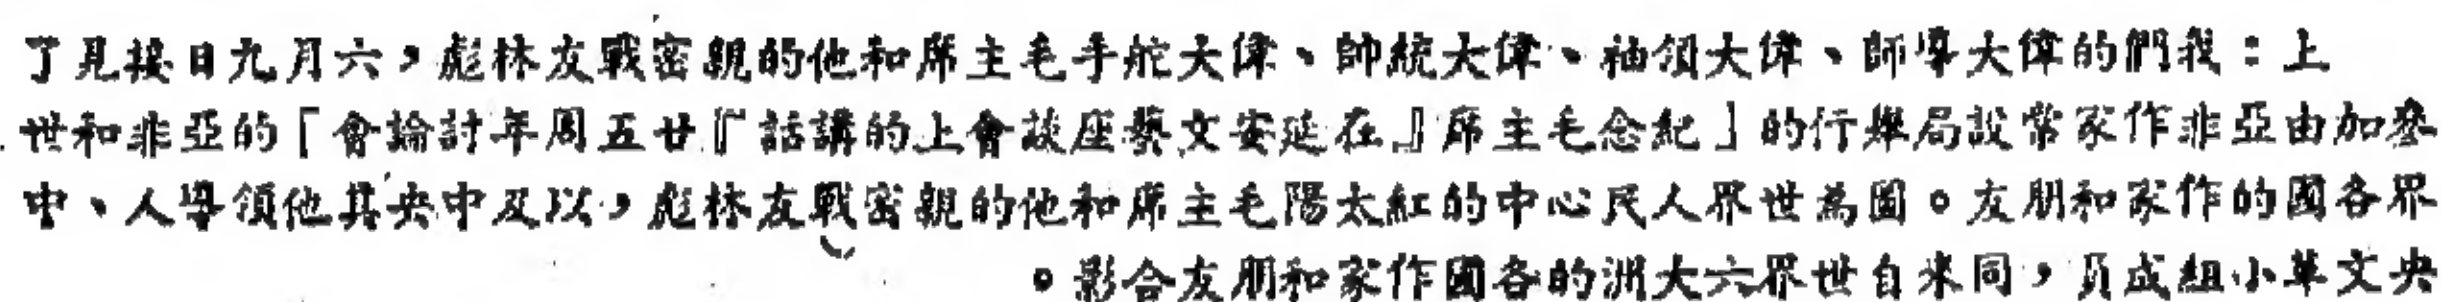 上：我們的偉大導師、偉大領袖、偉大統帥、偉大舵手毛主席和他的親密戰友林彪，六月九日接見了
參加由亞非作家常設局舉行的「紀念毛主席『在延安文藝座談會上的講話』廿五周年討論會」的亞非和世
界各國的作家和朋友。圖為世界人民心中的紅太陽毛主席和他的親密戰友林彪，以及中央其他領導人、中
央文革小組成員，同來自世界六大洲的各國作家和朋友合影。